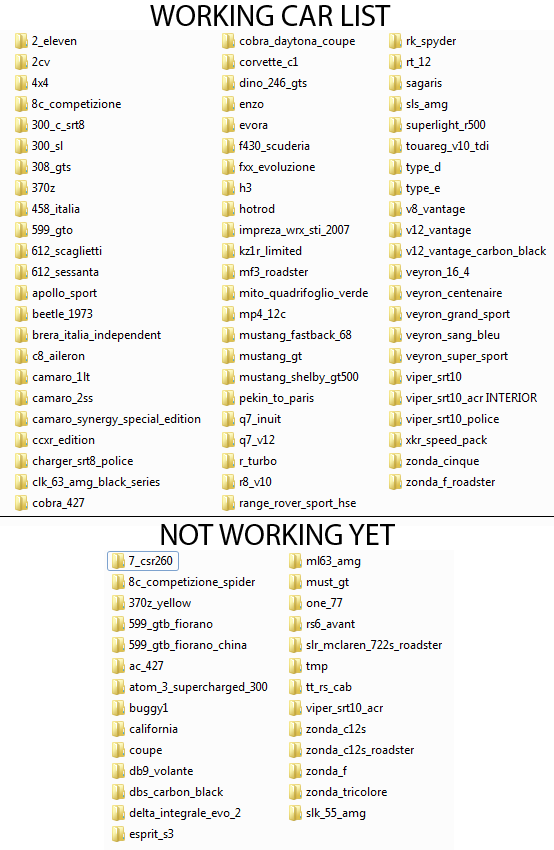 WORKING CAR LIST
2_eleven
2cv
4x4
8c_competizione
300_c_srt8
300_sl
308_gts
370z
458_italia
599_gto
612_scaglietti
612_sessanta
apollo_sport
beetle_1973
brera_italia_independent
c8_aileron
camaro_1lt
camaro_2ss
camaro_synergy_special_edition
ccxr_edition
charger_srt8_police
clk_63_amg_black_series
cobra_427
cobra_daytona_coupe
corvette_c1
dino_246_gts
enzo
evora
f430_scuderia
fxx_evoluzione
h3
hotrod
impreza_wrx_sti_2007
kz1r_limited
mf3_roadster
mito_quadrifoglio_verde
mp4_12c
mustang_fastback_68
mustang_gt
mustang_shelby_gt500
pekin_to_paris
q7_inuit
q7_v12
r_turbo
r8_v10
range_rover_sport_hse
rk_spyder
rt_12
sagaris
sls_amg
superlight_r500
touareg_v10_tdi
type_d
type_e
v8_vantage
v12_vantage
v12_vantage_carbon_black
veyron_16_4
veyron_centenaire
veyron_grand_sport
veyron_sang_bleu
veyron_super_sport
viper_srt10
viper_srt10_acr INTERIOR
viper_srt10_police
xkr_speed_pack
zonda_cinque
zonda_f_roadster
NOT WORKING YET
7_csr260
8c_competizione_spider
370z_yellow
599_gtb_fiorano
599_gtb_fiorano_china
ac_427
atom_3_supercharged_300
buggy1
california
coupe
db9_volante
dbs_carbon_black
delta_integrale_evo_2
esprit_s3
ml63_amg
must_gt
one_77
rs6_avant
slr_mclaren_722s_roadster
tmp
tt_rs_cab
viper_srt10_acr
zonda_c12s
zonda_c12s_roadster
zonda_f
zonda_tricolore
slk_55_amg